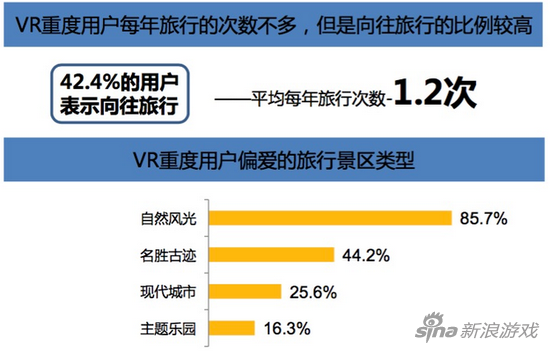 VR重度用户每年旅行的次数不多，但是向往旅行的比例较高
42.4%的用户
表示向往旅行
——平均每年旅行次数-1.2次
VR重度用户偏爱的旅行景区类型
自然风光 85.7%
名胜古迹 44.2%
现代城市 25.6%
主题乐园 16.3%
sina 新浪游戏